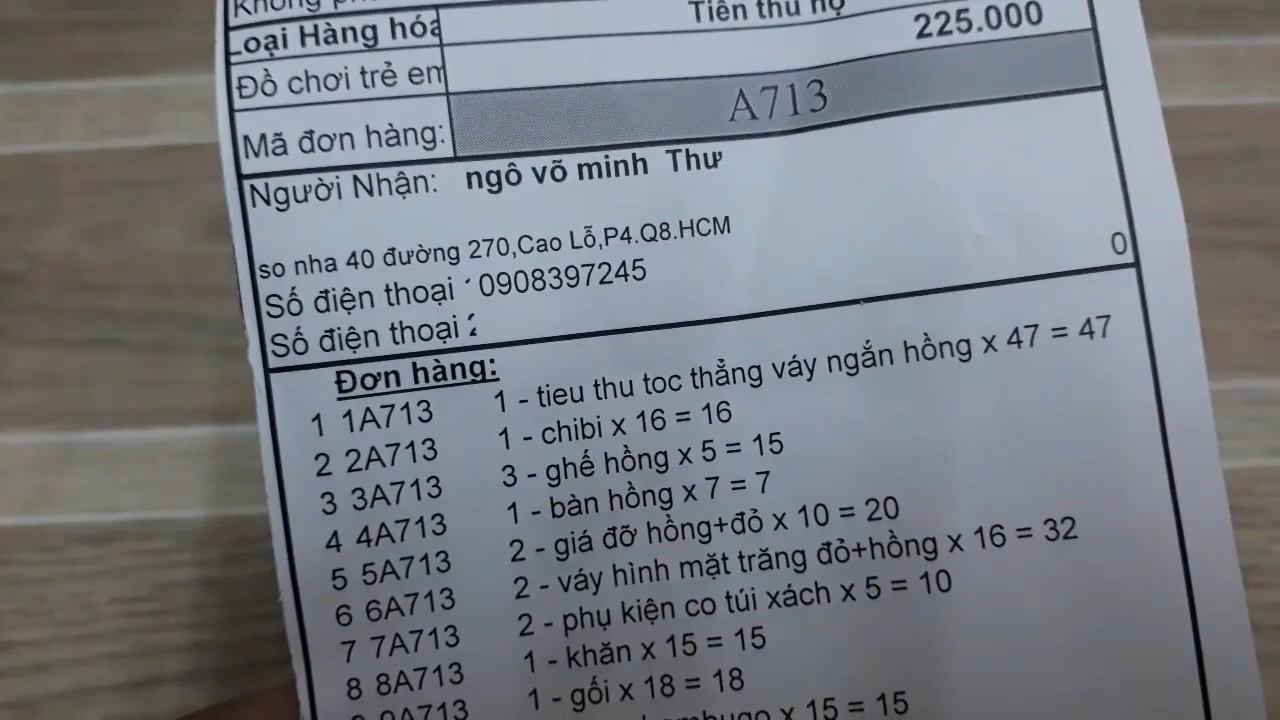 Không
Loại Hàng hóa Tiền thu hộ
Đồ chơi trẻ em 225.000
Mã đơn hàng: A713
Người Nhận: ngô võ minh Thư
so nha 40 đường 270,Cao Lỗ,P4.Q8.HCM
Số điện thoại 0908397245 0
Số điện thoại 2
Đơn hàng:
1 1A713 1 - tieu thu toc thẳng váy ngắn hồng x 47 = 47
2 2A713 1 - chibi x 16 = 16
3 3A713 3 - ghế hồng x 5 = 15
4 4A713 1 - bàn hồng x 7 = 7
5 5A713 2 - giá đỡ hồng+đỏ x 10 = 20
6 6A713 2 - váy hình mặt trăng đỏ+hồng x 16 = 32
7 7A713 2 - phụ kiện co túi xách x 5 = 10
8 8A713 1 - khăn x 15 = 15
9 9A713 1 - gối x 18 = 18
x 15 = 15